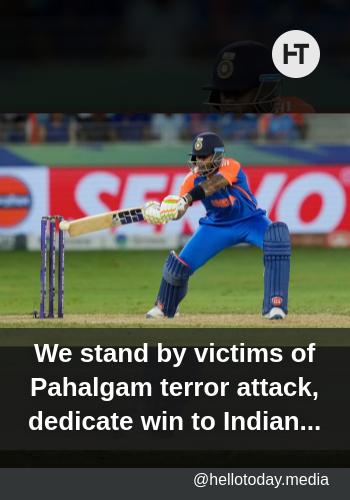 HT
SERVO
We stand by victims of
Pahalgam terror attack,
dedicate win to Indian...
@hellotoday.media